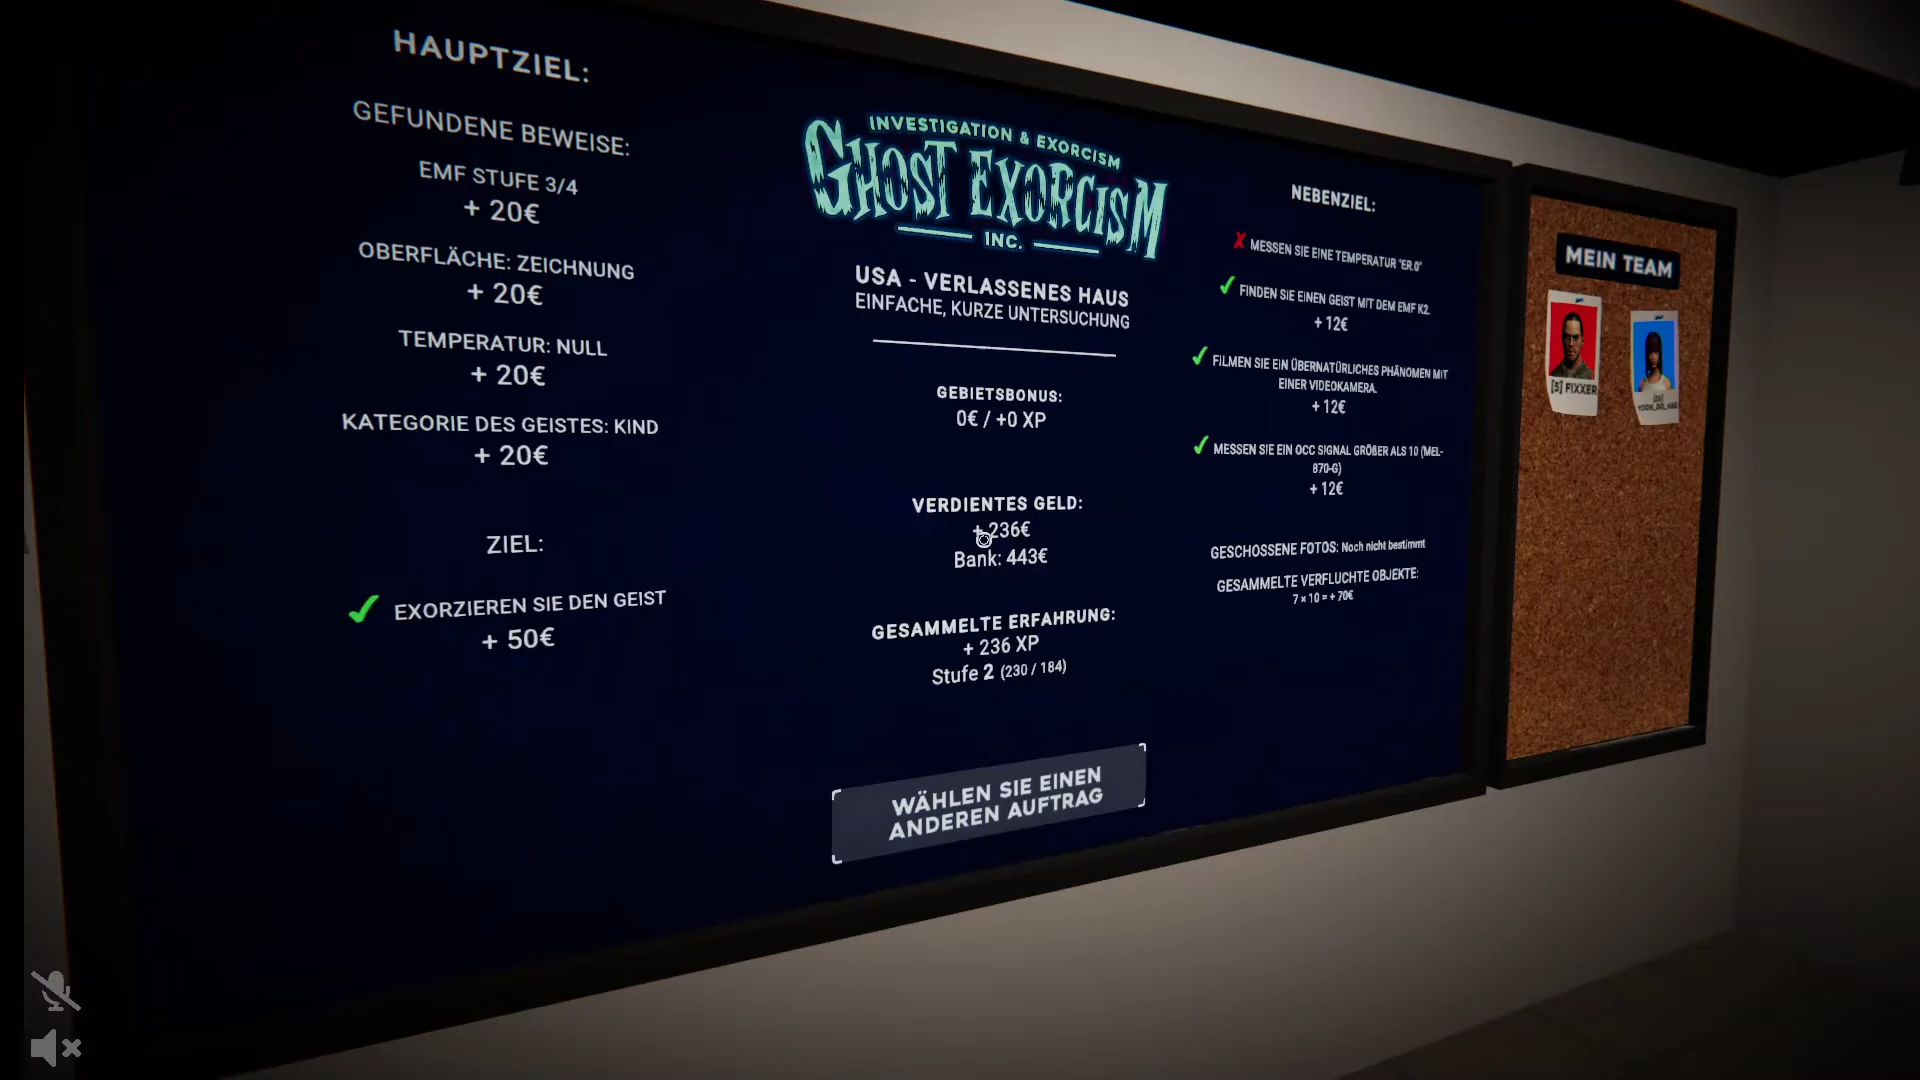 HAUPTZIEL:
GEFUNDENE BEWEISE:
EMF STUFE 3/4
+ 20€
OBERFLÄCHE: ZEICHNUNG
+ 20€
TEMPERATUR: NULL
+ 20€
KATEGORIE DES GEISTES: KIND
+ 20€
ZIEL:
✓ EXORZIEREN SIE DEN GEIST
+ 50€
INVESTIGATION & EXORCISM
GHOST EXORCISM
INC.
USA - VERLASSENES HAUS
EINFACHE, KURZE UNTERSUCHUNG
GEBIETSBONUS:
0€ / +0 XP
VERDIENTES GELD:
+ 236€
Bank: 443€
GESAMMELTE ERFAHRUNG:
+ 236 XP
Stufe 2 (230 / 184)
WÄHLEN SIE EINEN
ANDEREN AUFTRAG
NEBENZIEL:
✗ MESSEN SIE EINE TEMPERATUR "ER.0"
✓ FINDEN SIE EINEN GEIST MIT DEM EMF K2.
+ 12€
✓ FILMEN SIE EIN ÜBERNATÜRLICHES PHÄNOMEN MIT
EINER VIDEOKAMERA.
+ 12€
✓ MESSEN SIE EIN OCC SIGNAL GRÖßER ALS 10 (MEL-
870-G)
+ 12€
GESCHOSSENE FOTOS: Noch nicht bestimmt
GESAMMELTE VERFLUCHTE OBJEKTE:
7 × 10 = + 70€
MEIN TEAM
[5] FIXXER